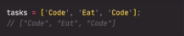 tasks = ['Code', 'Eat', 'Code'];
// ["Code", "Eat", "Code"]